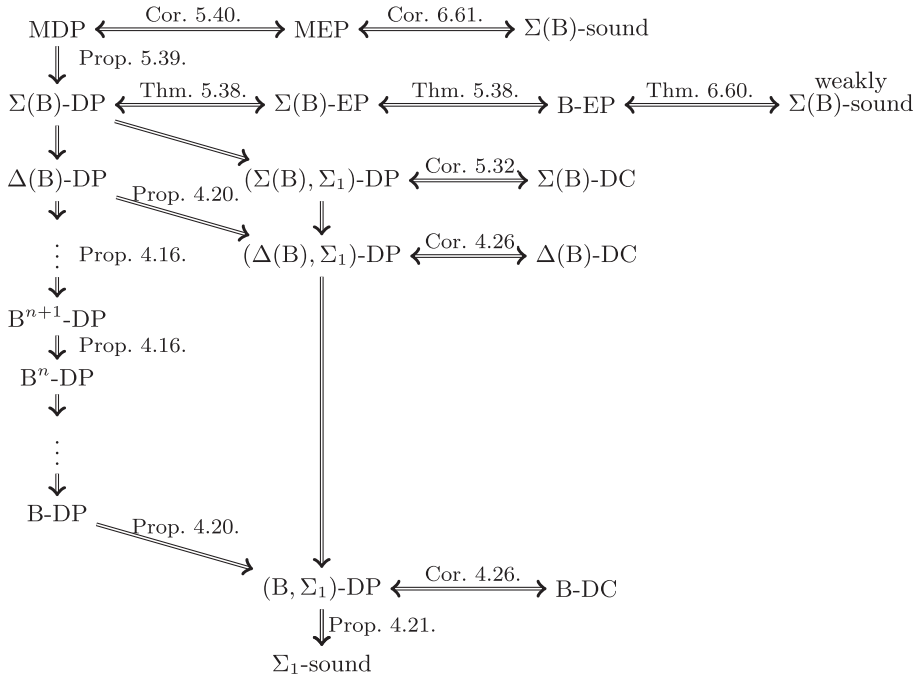 MDP Cor. 5.40. MEP Cor. 6.61. Σ(B)-sound
Prop. 5.39.
weakly
Σ(B)-DP Thm. 5.38. Σ(B)-EP Thm. 5.38. B-EP Thm. 6.60. Σ(B)-sound
Δ(B)-DP Prop. 4.20. (Σ(B), Σ₁)-DP Cor. 5.32 Σ(B)-DC
⋮ Prop. 4.16. (Δ(B), Σ₁)-DP Cor. 4.26 Δ(B)-DC
Bⁿ⁺¹-DP
Prop. 4.16.
Bⁿ-DP
⋮
B-DP
Prop. 4.20.
(B, Σ₁)-DP Cor. 4.26. B-DC
Prop. 4.21.
Σ₁-sound